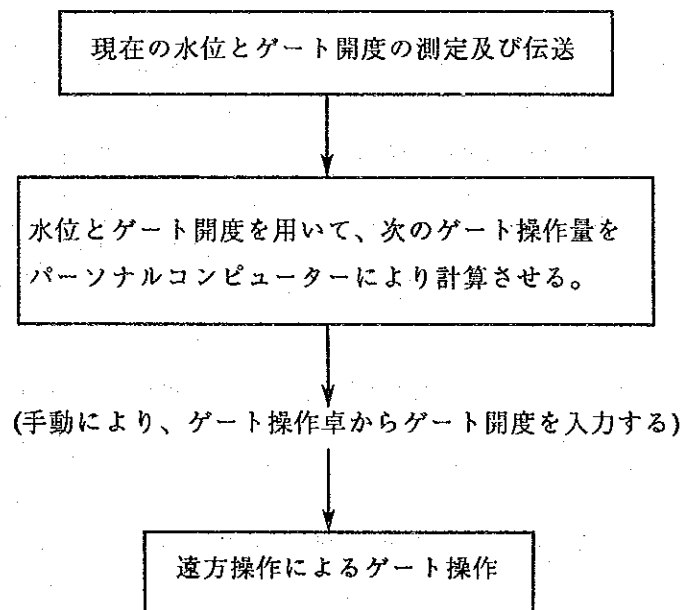 現在の水位とゲート開度の測定及び伝送
水位とゲート開度を用いて、次のゲート操作量を
パーソナルコンピューターにより計算させる。
(手動により、ゲート操作卓からゲート開度を入力する)
遠方操作によるゲート操作